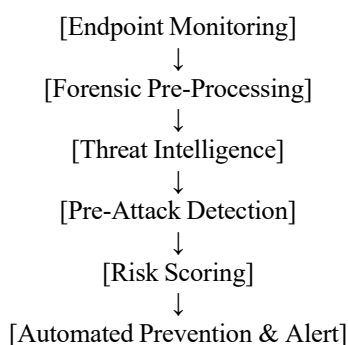 [Endpoint Monitoring]
↓
[Forensic Pre-Processing]
↓
[Threat Intelligence]
↓
[Pre-Attack Detection]
↓
[Risk Scoring]
↓
[Automated Prevention & Alert]